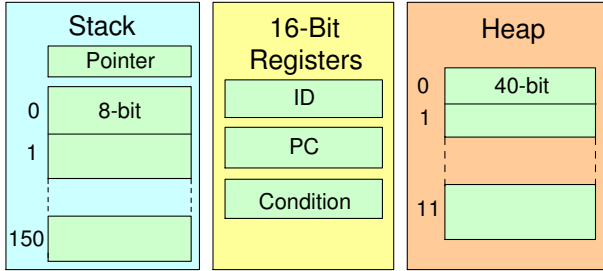 Stack
Pointer
0
8-bit
1
150
16-Bit
Registers
ID
PC
Condition
Heap
0
40-bit
1
11